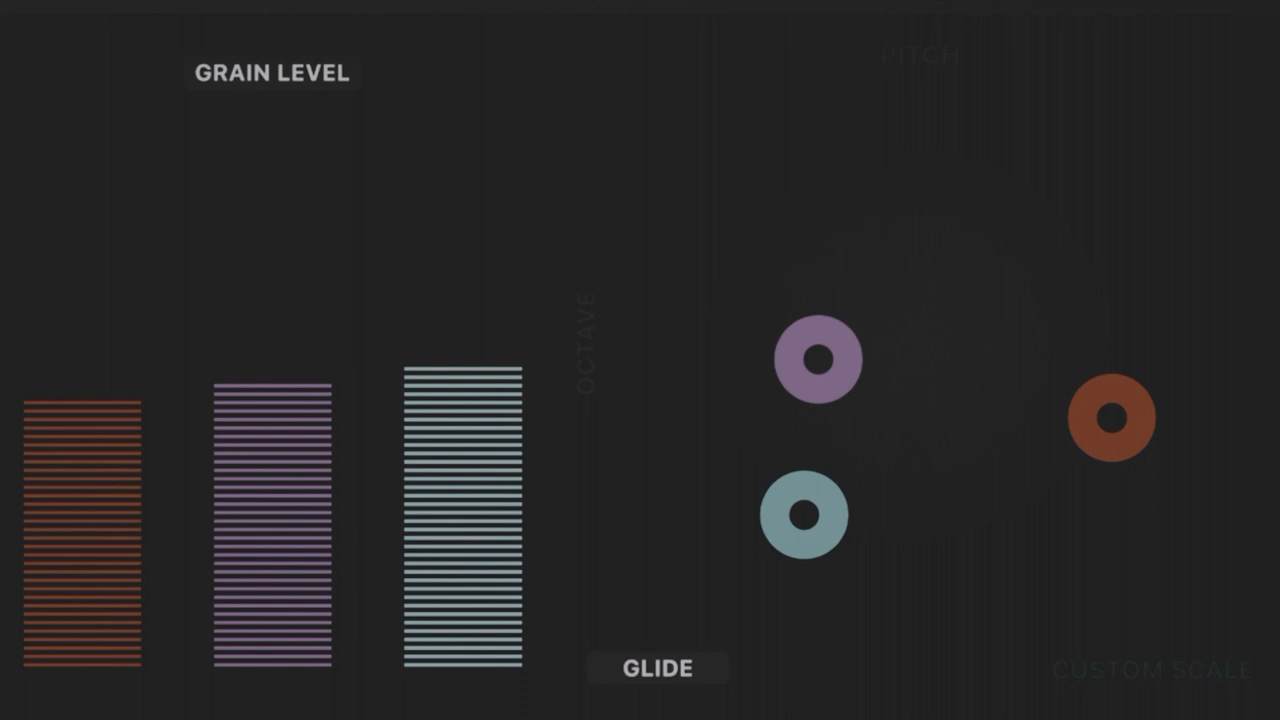 GRAIN LEVEL
PITCH
OCTAVE
GLIDE
CUSTOM SCALE